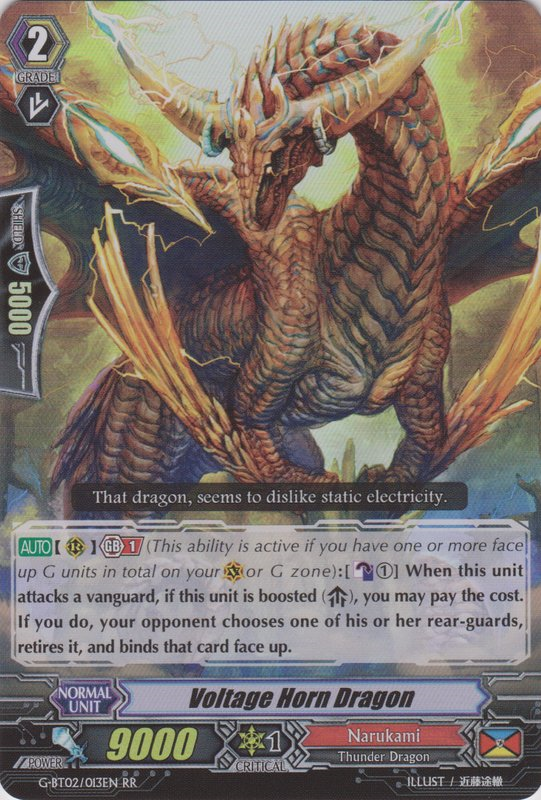 2
GRADE
SHIELD
5000
That dragon, seems to dislike static electricity.
AUTO【 R 】GB 1 (This ability is active if you have one or more face
up G units in total on your V or G zone):[ ①] When this unit
attacks a vanguard, if this unit is boosted ( ), you may pay the cost.
If you do, your opponent chooses one of his or her rear-guards,
retires it, and binds that card face up.
NORMAL
UNIT
Voltage Horn Dragon
POWER
9000
1
CRITICAL
Narukami
Thunder Dragon
G-BT02/013EN RR
ILLUST / 近藤途轍